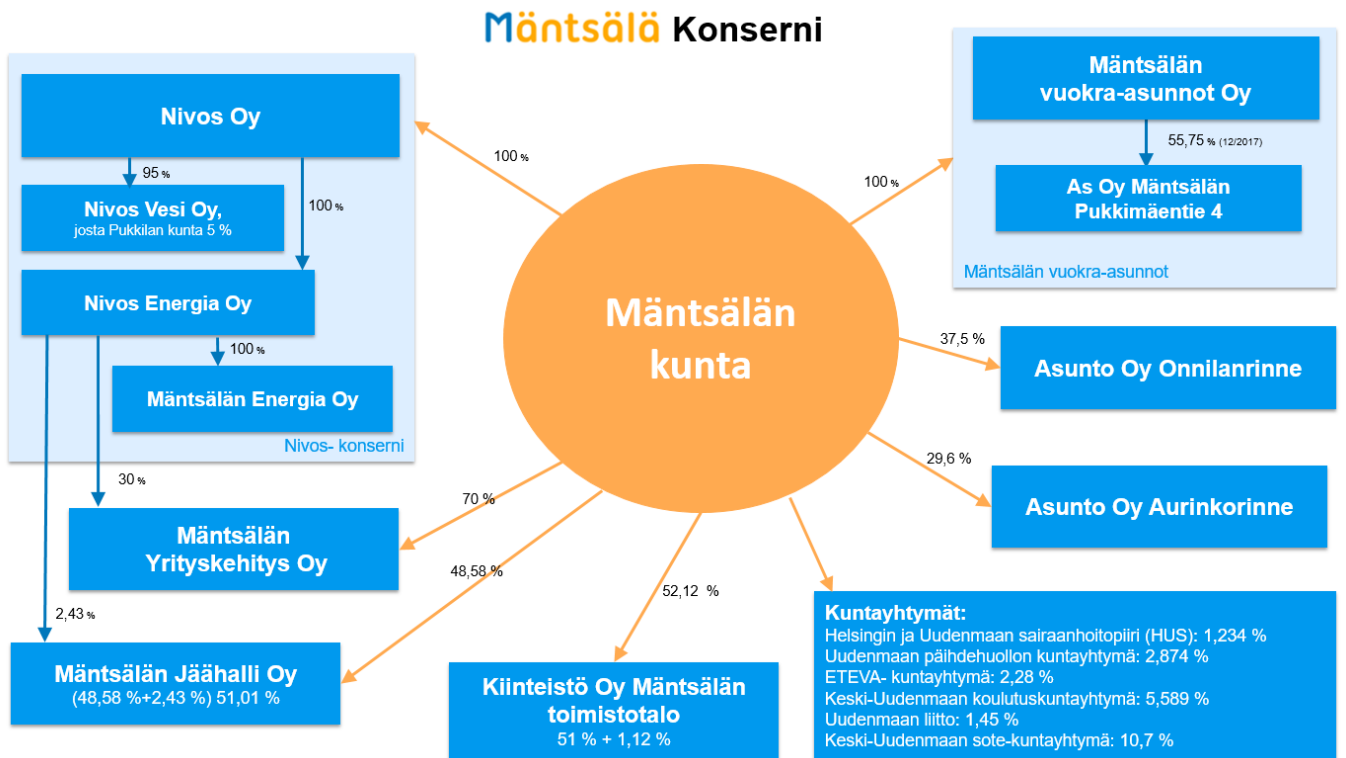 Mäntsälä Konserni
Nivos Oy
95 %
100 %
Nivos Vesi Oy,
josta Pukkilan kunta 5 %
Nivos Energia Oy
100 %
Mäntsälän Energia Oy
Nivos- konserni
30 %
2,43 %
100 %
100 %
Mäntsälän
vuokra-asunnot Oy
55,75 % (12/2017)
As Oy Mäntsälän
Pukkimäentie 4
Mäntsälän vuokra-asunnot
Mäntsälän
kunta
37,5 %
Asunto Oy Onnilanrinne
29,6 %
Asunto Oy Aurinkorinne
70 %
Mäntsälän
Yrityskehitys Oy
48,58 %
Mäntsälän Jäähalli Oy
(48,58 %+2,43 %) 51,01 %
52,12 %
Kiinteistö Oy Mäntsälän
toimistotalo
51 % + 1,12 %
Kuntayhtymät:
Helsingin ja Uudenmaan sairaanhoitopiiri (HUS): 1,234 %
Uudenmaan päihdehuollon kuntayhtymä: 2,874 %
ETEVA- kuntayhtymä: 2,28 %
Keski-Uudenmaan koulutuskuntayhtymä: 5,589 %
Uudenmaan liitto: 1,45 %
Keski-Uudenmaan sote-kuntayhtymä: 10,7 %